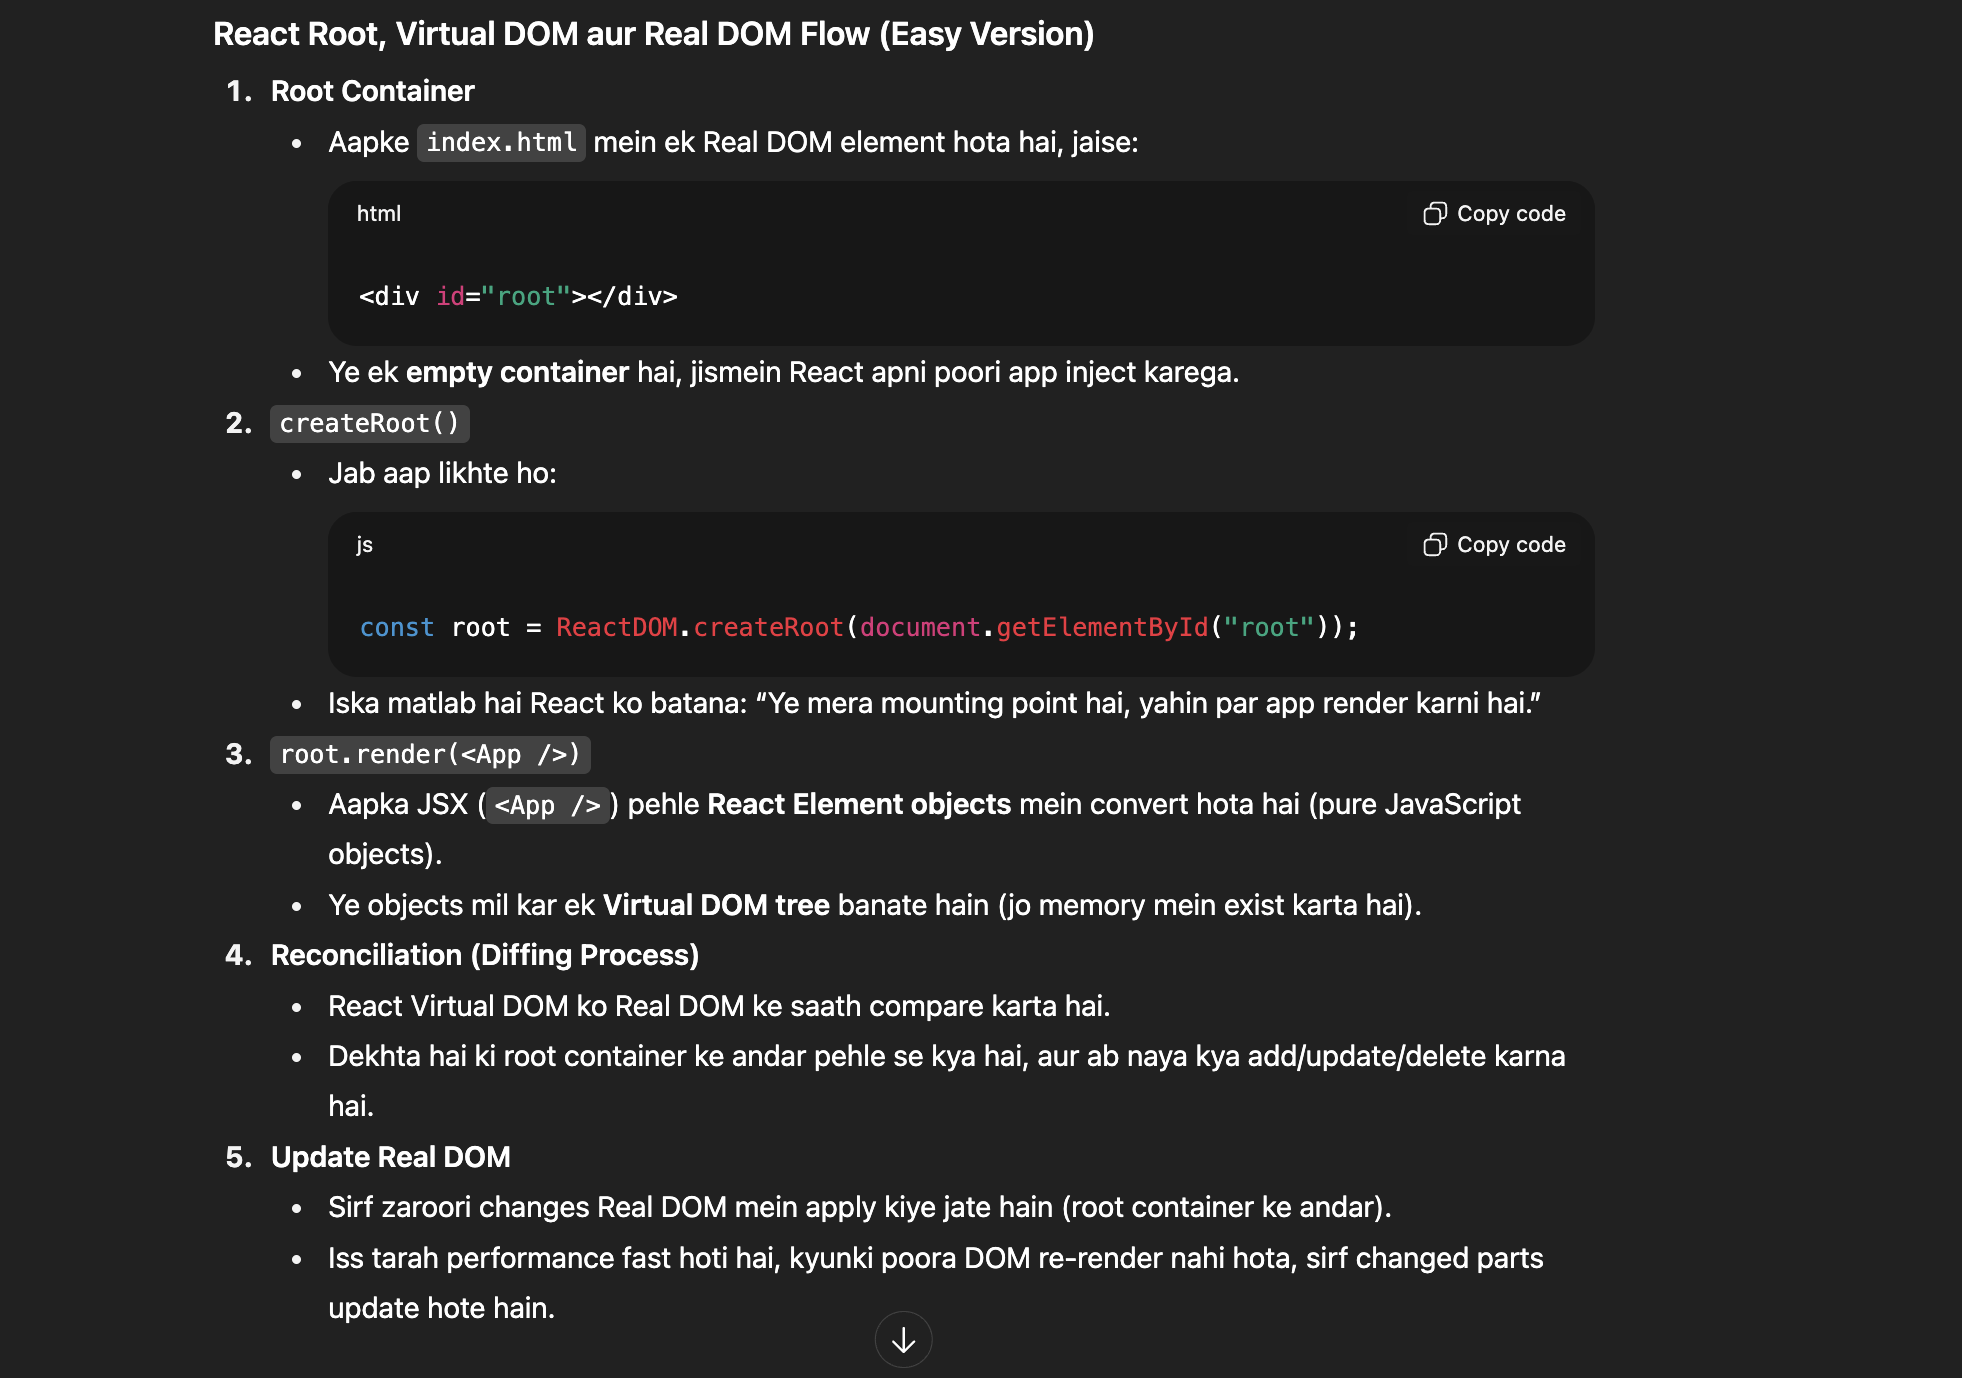 React Root, Virtual DOM aur Real DOM Flow (Easy Version)
1. Root Container
• Aapke index.html mein ek Real DOM element hota hai, jaise:
html Copy code
<div id="root"></div>
• Ye ek empty container hai, jismein React apni poori app inject karega.
2. createRoot()
• Jab aap likhte ho:
js Copy code
const root = ReactDOM.createRoot(document.getElementById("root"));
• Iska matlab hai React ko batana: “Ye mera mounting point hai, yahin par app render karni hai.”
3. root.render(<App />)
• Aapka JSX (<App />) pehle React Element objects mein convert hota hai (pure JavaScript
objects).
• Ye objects mil kar ek Virtual DOM tree banate hain (jo memory mein exist karta hai).
4. Reconciliation (Diffing Process)
• React Virtual DOM ko Real DOM ke saath compare karta hai.
• Dekhta hai ki root container ke andar pehle se kya hai, aur ab naya kya add/update/delete karna
hai.
5. Update Real DOM
• Sirf zaroori changes Real DOM mein apply kiye jate hain (root container ke andar).
• Iss tarah performance fast hoti hai, kyunki poora DOM re-render nahi hota, sirf changed parts
update hote hain.